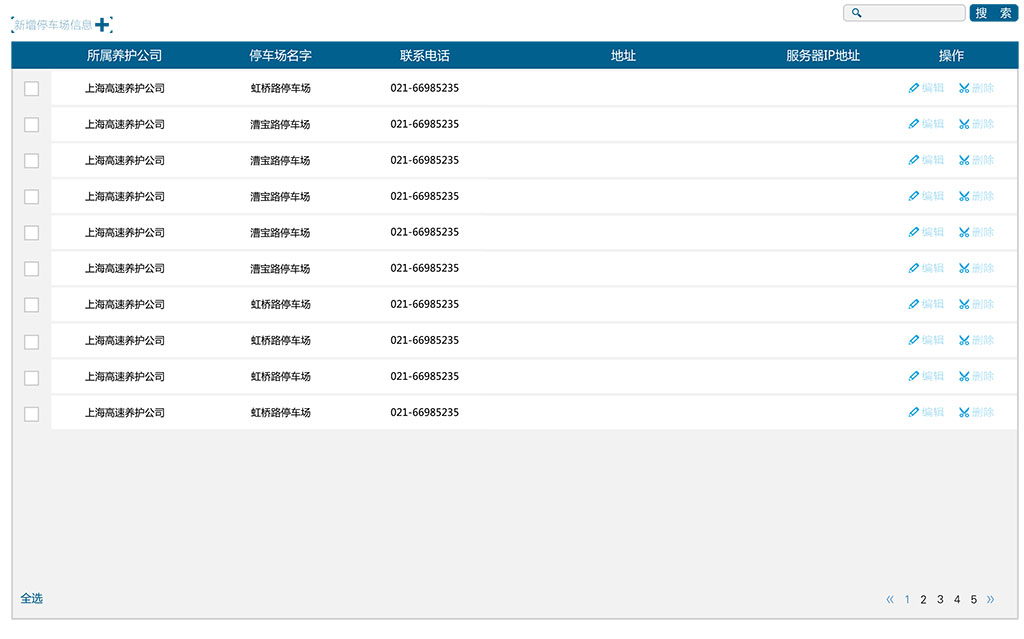 搜 索
新增停车场信息
所属养护公司 停车场名字 联系电话 地址 服务器IP地址 操作
上海高速养护公司 虹桥路停车场 021-66985235 编辑 删除
上海高速养护公司 漕宝路停车场 021-66985235 编辑 删除
上海高速养护公司 漕宝路停车场 021-66985235 编辑 删除
上海高速养护公司 漕宝路停车场 021-66985235 编辑 删除
上海高速养护公司 漕宝路停车场 021-66985235 编辑 删除
上海高速养护公司 漕宝路停车场 021-66985235 编辑 删除
上海高速养护公司 虹桥路停车场 021-66985235 编辑 删除
上海高速养护公司 虹桥路停车场 021-66985235 编辑 删除
上海高速养护公司 虹桥路停车场 021-66985235 编辑 删除
上海高速养护公司 虹桥路停车场 021-66985235 编辑 删除
全选 « 1 2 3 4 5 »